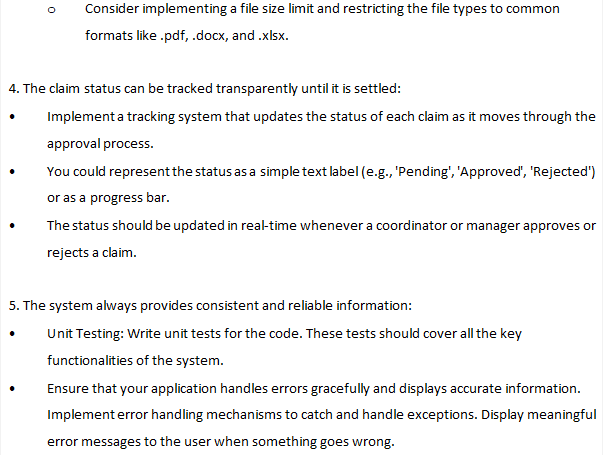 o Consider implementing a file size limit and restricting the file types to common
formats like .pdf, .docx, and .xlsx.
4. The claim status can be tracked transparently until it is settled:
• Implement a tracking system that updates the status of each claim as it moves through the
approval process.
• You could represent the status as a simple text label (e.g., 'Pending', 'Approved', 'Rejected')
or as a progress bar.
• The status should be updated in real-time whenever a coordinator or manager approves or
rejects a claim.
5. The system always provides consistent and reliable information:
• Unit Testing: Write unit tests for the code. These tests should cover all the key
functionalities of the system.
• Ensure that your application handles errors gracefully and displays accurate information.
Implement error handling mechanisms to catch and handle exceptions. Display meaningful
error messages to the user when something goes wrong.